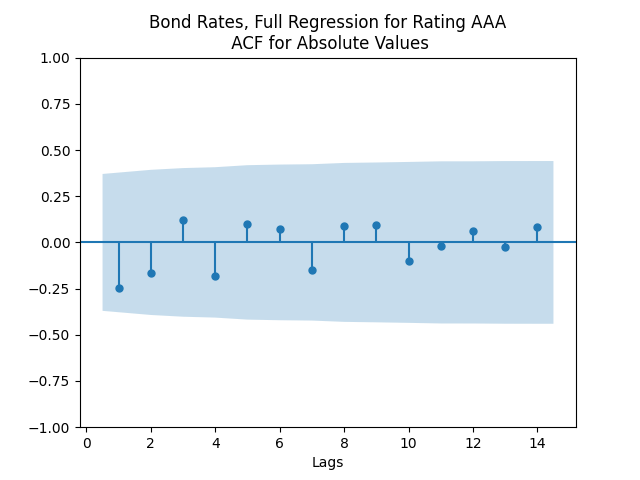 Bond Rates, Full Regression for Rating AAA
ACF for Absolute Values
1.00
0.75
0.50
0.25
0.00
−0.25
−0.50
−0.75
−1.00
0 2 4 6 8 10 12 14
Lags